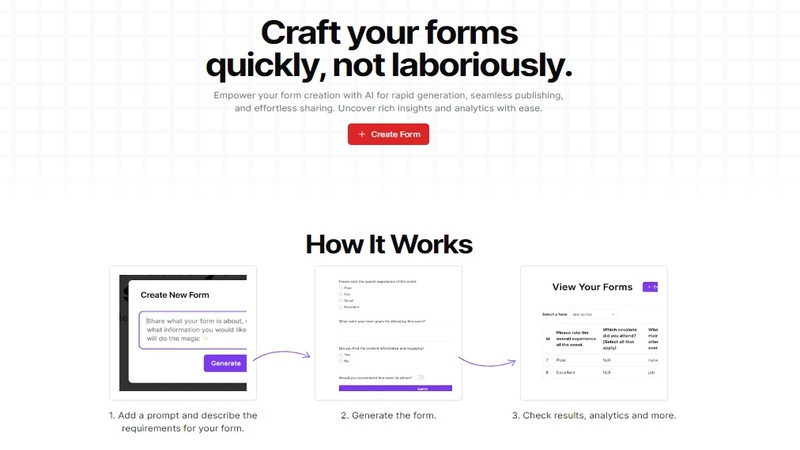 Craft your forms
quickly, not laboriously.
Empower your form creation with AI for rapid generation, seamless publishing,
and effortless sharing. Uncover rich insights and analytics with ease.
+ Create Form
How It Works
Create New Form
Share what your form is about,
what information you would like
will do the magic ✨
Generate
1. Add a prompt and describe the
requirements for your form.
Please rate the overall experience of the event.
Poor
Fair
Good
Excellent
What were your main goals for attending this event?
Did you find the content informative and engaging?
Yes
No
Would you recommend this event to others?
Submit
2. Generate the form.
View Your Forms
Select a form
Id
Please rate the
overall experience
of the event.
Which sessions
did you attend?
(Select all that
apply)
7 Poor N/A
8 Excellent N/A job
3. Check results, analytics and more.